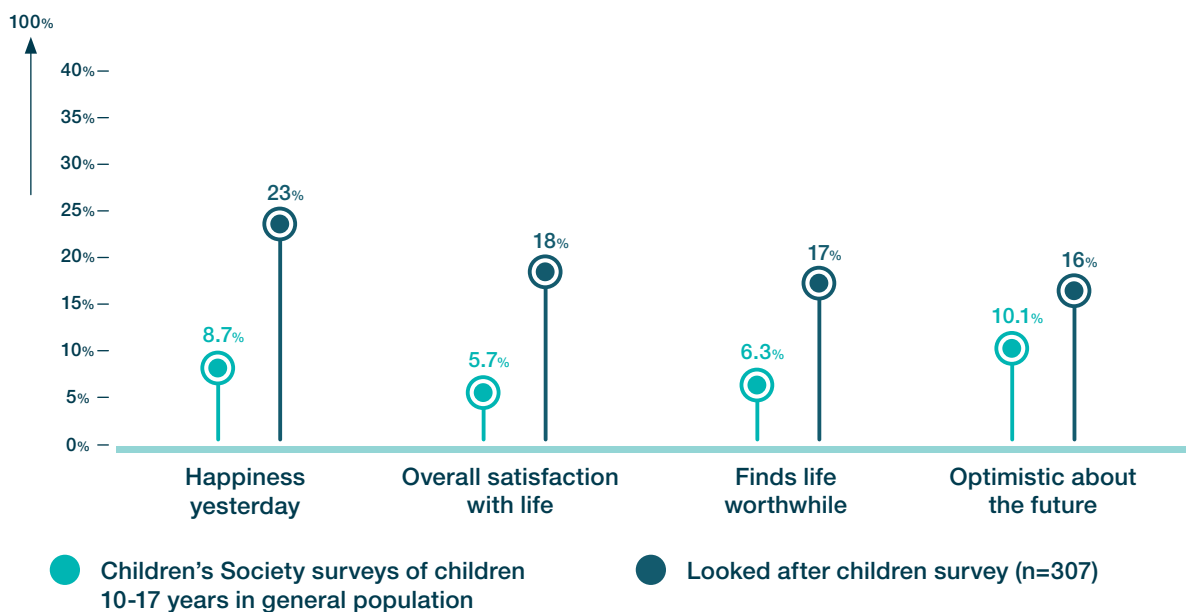 100%
40%
35%
30%
25%
20%
15%
10%
5%
0%
8.7%
23%
5.7%
18%
6.3%
17%
10.1%
16%
Happiness
yesterday
Overall satisfaction
with life
Finds life
worthwhile
Optimistic about
the future
Children’s Society surveys of children
10-17 years in general population
Looked after children survey (n=307)